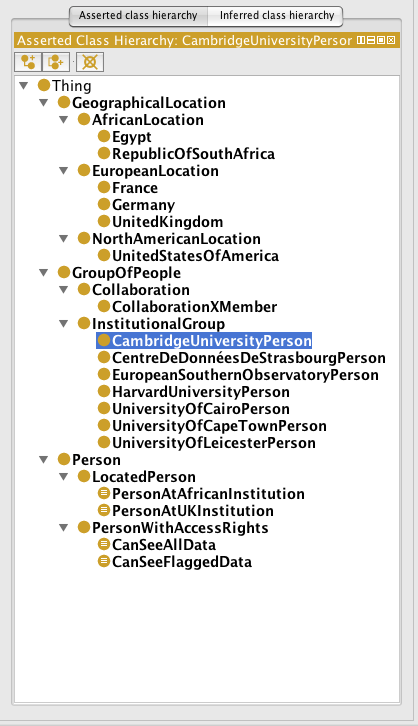 Asserted class hierarchy Inferred class hierarchy
Asserted Class Hierarchy: CambridgeUniversityPersor
Thing
GeographicalLocation
AfricanLocation
Egypt
RepublicOfSouthAfrica
EuropeanLocation
France
Germany
UnitedKingdom
NorthAmericanLocation
UnitedStatesOfAmerica
GroupOfPeople
Collaboration
CollaborationXMember
InstitutionalGroup
CambridgeUniversityPerson
CentreDeDonnéesDeStrasbourgPerson
EuropeanSouthernObservatoryPerson
HarvardUniversityPerson
UniversityOfCairoPerson
UniversityOfCapeTownPerson
UniversityOfLeicesterPerson
Person
LocatedPerson
PersonAtAfricanInstitution
PersonAtUKInstitution
PersonWithAccessRights
CanSeeAllData
CanSeeFlaggedData